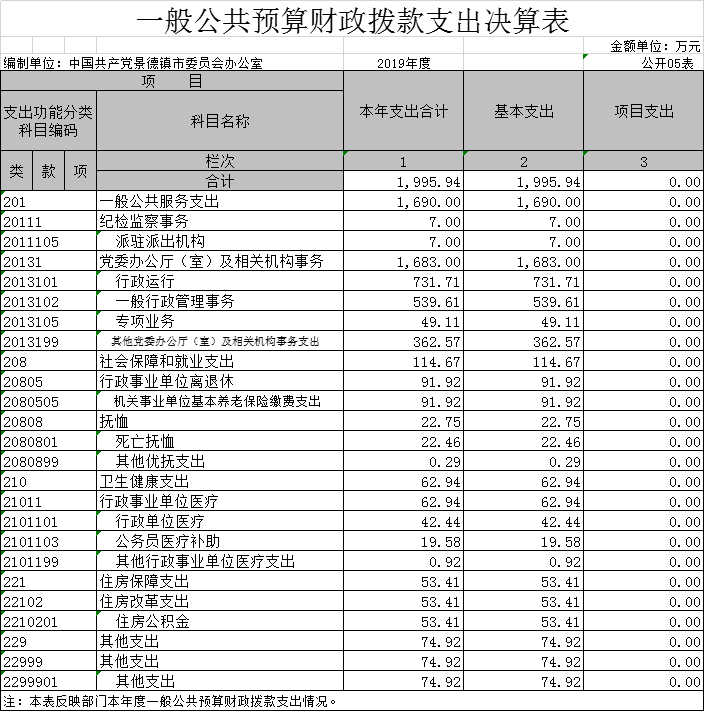 一般公共预算财政拨款支出决算表
金额单位：万元
编制单位：中国共产党景德镇市委员会办公室 2019年度 公开05表
项 目 本年支出合计 基本支出 项目支出
支出功能分类科目编码 科目名称
类 款 项 栏次 1 2 3
合计 1,995.94 1,995.94 0.00
201 一般公共服务支出 1,690.00 1,690.00 0.00
20111 纪检监察事务 7.00 7.00 0.00
2011105 派驻派出机构 7.00 7.00 0.00
20131 党委办公厅（室）及相关机构事务 1,683.00 1,683.00 0.00
2013101 行政运行 731.71 731.71 0.00
2013102 一般行政管理事务 539.61 539.61 0.00
2013105 专项业务 49.11 49.11 0.00
2013199 其他党委办公厅（室）及相关机构事务支出 362.57 362.57 0.00
208 社会保障和就业支出 114.67 114.67 0.00
20805 行政事业单位离退休 91.92 91.92 0.00
2080505 机关事业单位基本养老保险缴费支出 91.92 91.92 0.00
20808 抚恤 22.75 22.75 0.00
2080801 死亡抚恤 22.46 22.46 0.00
2080899 其他优抚支出 0.29 0.29 0.00
210 卫生健康支出 62.94 62.94 0.00
21011 行政事业单位医疗 62.94 62.94 0.00
2101101 行政单位医疗 42.44 42.44 0.00
2101103 公务员医疗补助 19.58 19.58 0.00
2101199 其他行政事业单位医疗支出 0.92 0.92 0.00
221 住房保障支出 53.41 53.41 0.00
22102 住房改革支出 53.41 53.41 0.00
2210201 住房公积金 53.41 53.41 0.00
229 其他支出 74.92 74.92 0.00
22999 其他支出 74.92 74.92 0.00
2299901 其他支出 74.92 74.92 0.00
注：本表反映部门本年度一般公共预算财政拨款支出情况。